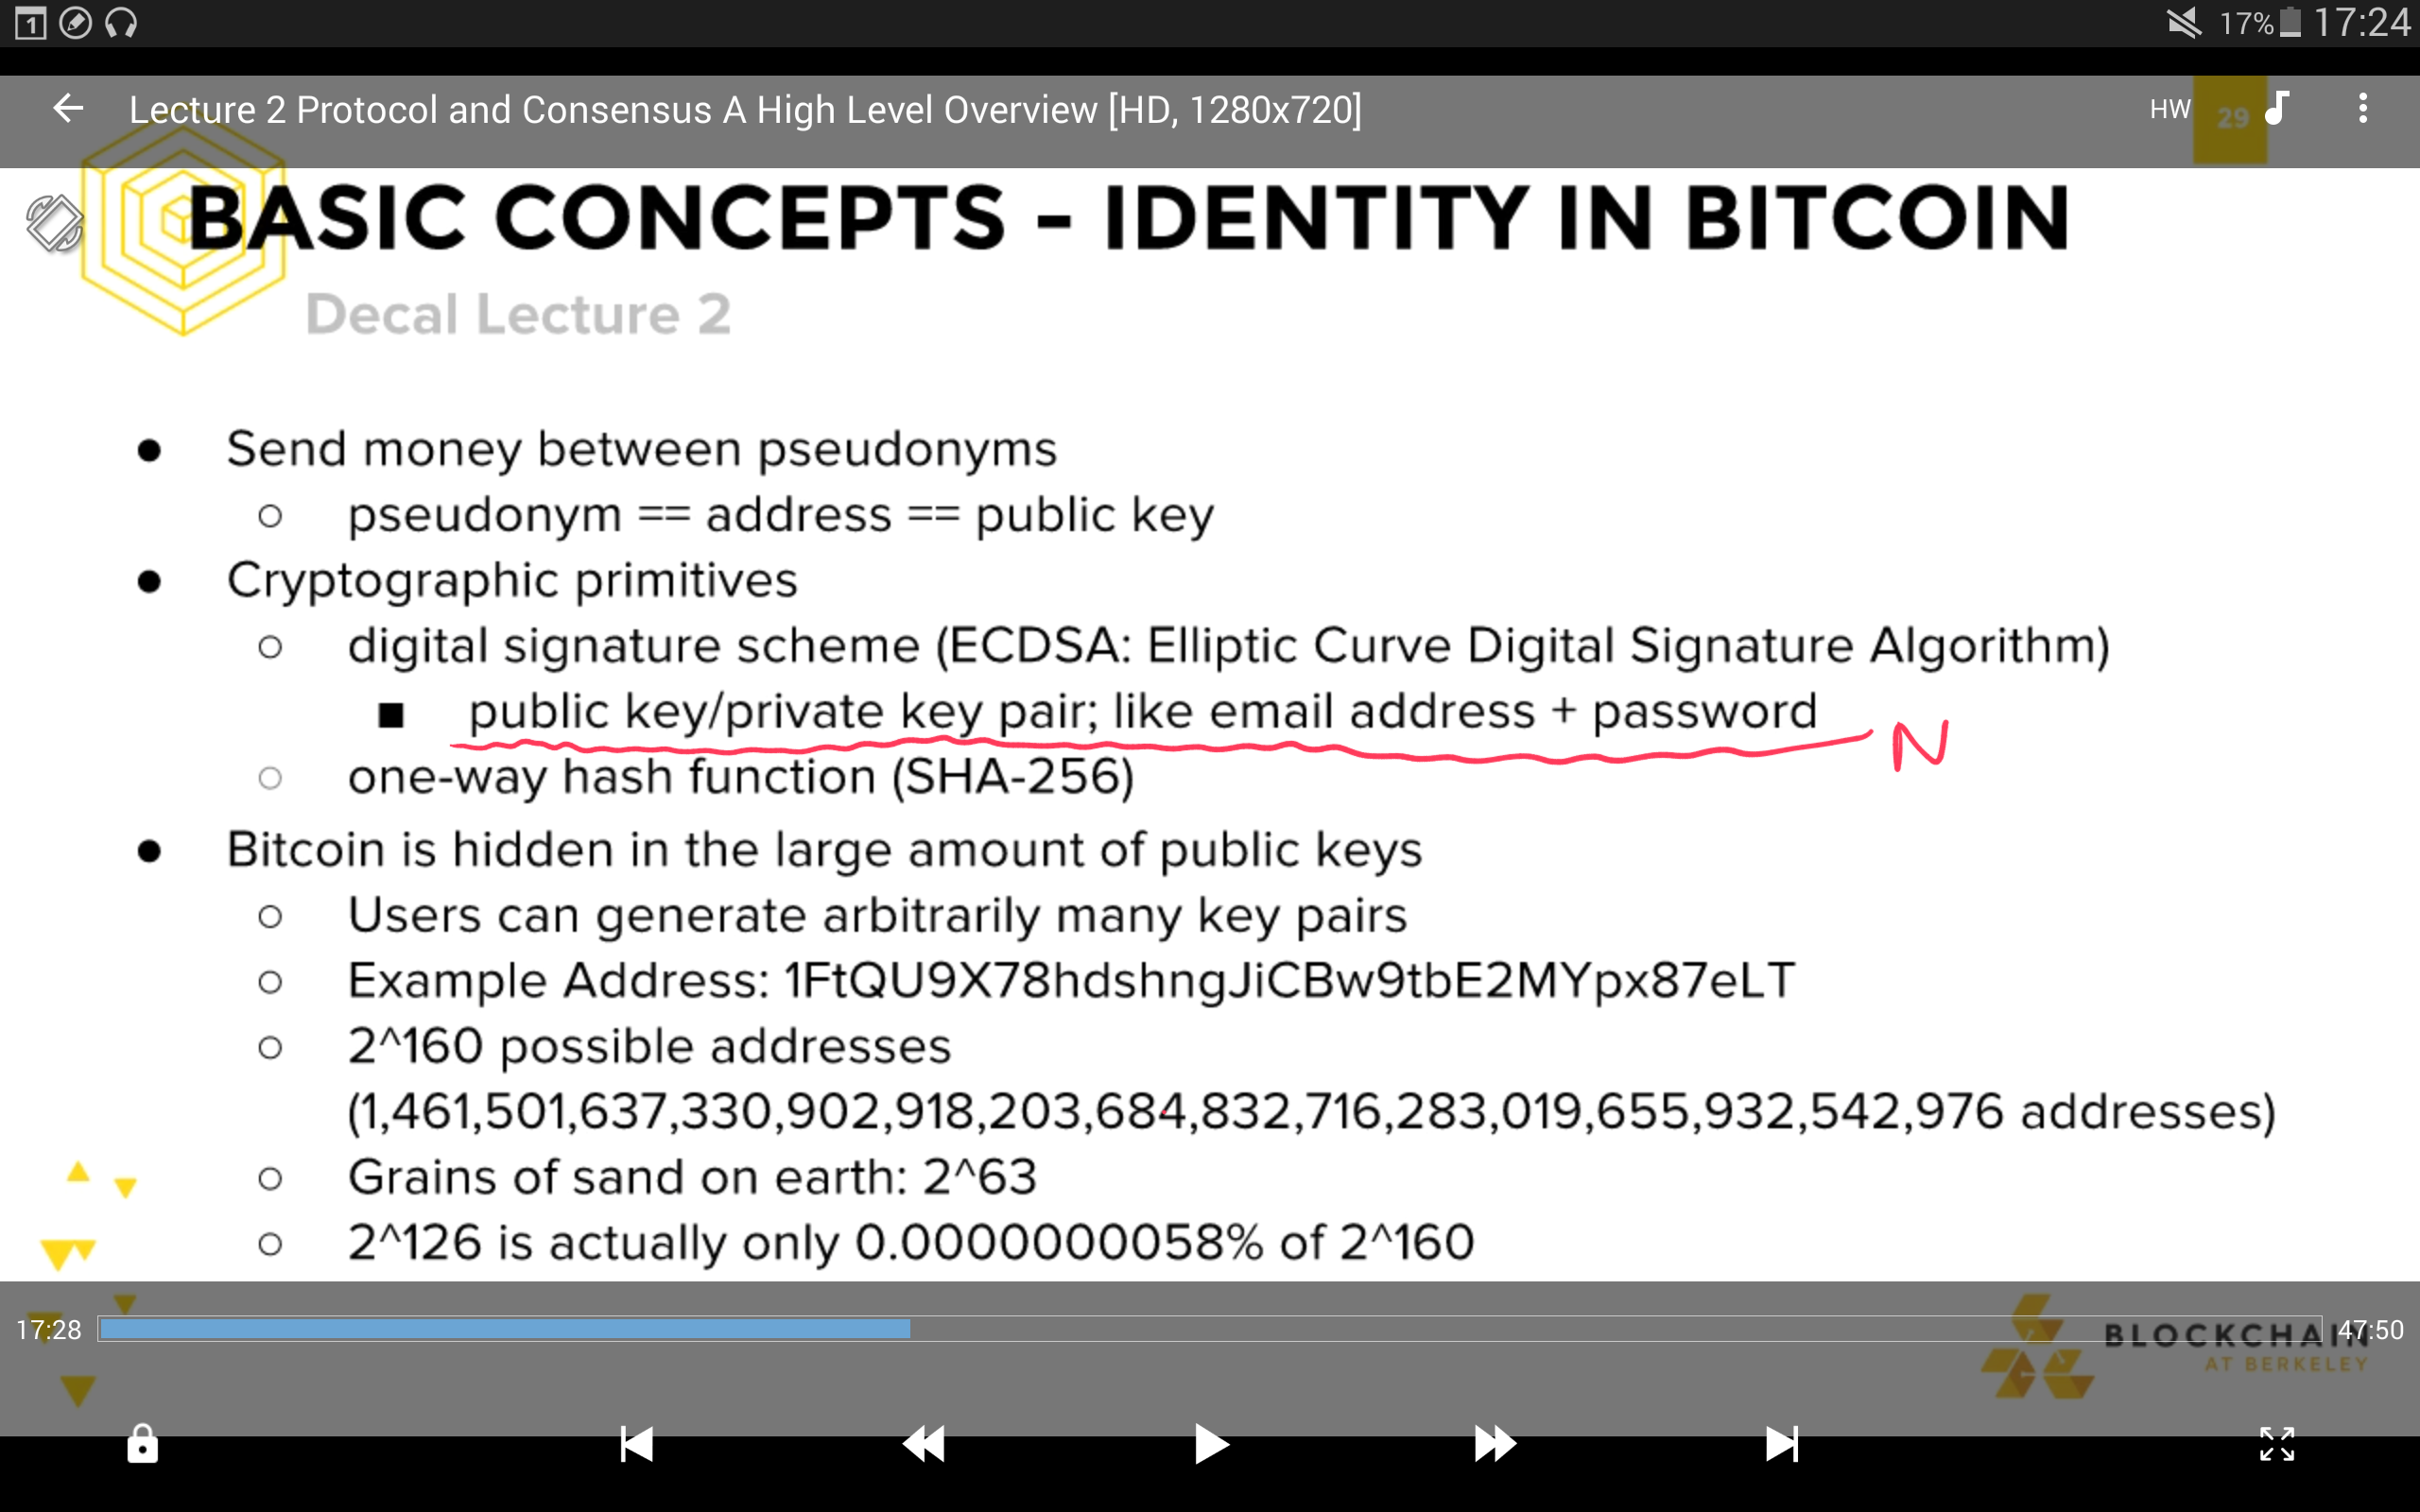 17% 17:24
Lecture 2 Protocol and Consensus A High Level Overview [HD, 1280x720] HW 29
BASIC CONCEPTS - IDENTITY IN BITCOIN
Decal Lecture 2
● Send money between pseudonyms
○ pseudonym == address == public key
● Cryptographic primitives
○ digital signature scheme (ECDSA: Elliptic Curve Digital Signature Algorithm)
■ public key/private key pair; like email address + password
N
○ one-way hash function (SHA-256)
● Bitcoin is hidden in the large amount of public keys
○ Users can generate arbitrarily many key pairs
○ Example Address: 1FtQU9X78hdshngJiCBw9tbE2MYpx87eLT
○ 2^160 possible addresses
(1,461,501,637,330,902,918,203,684,832,716,283,019,655,932,542,976 addresses)
○ Grains of sand on earth: 2^63
○ 2^126 is actually only 0.0000000058% of 2^160
17:28 47:50
BLOCKCHAIN
AT BERKELEY